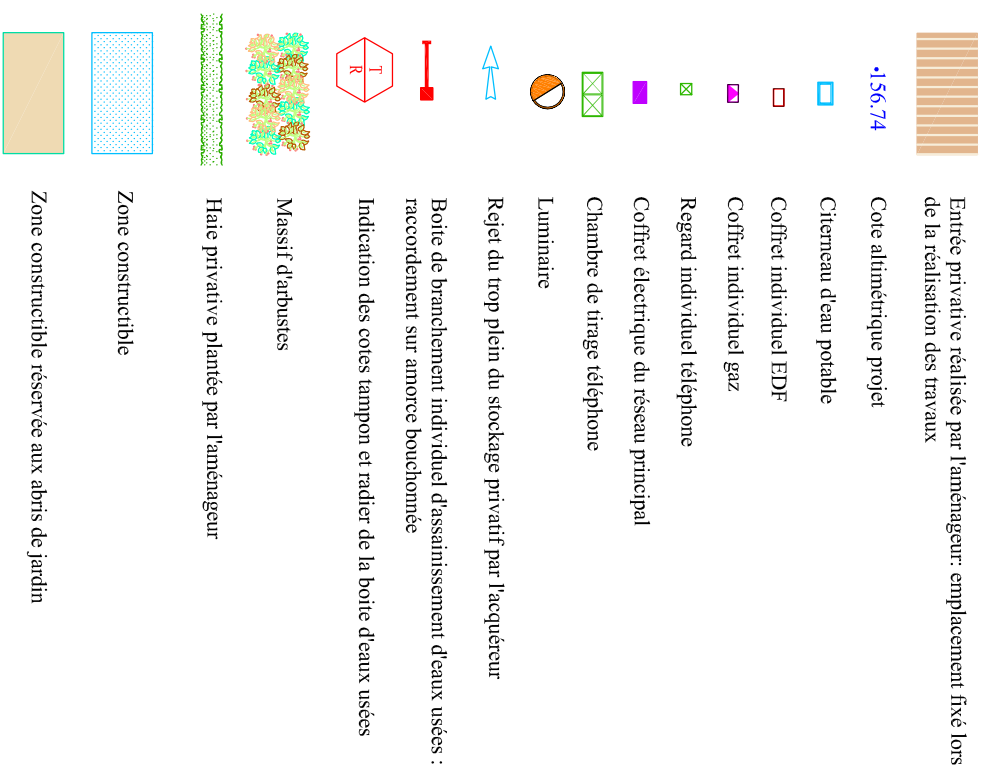 Entrée privative réalisée par l'aménageur: emplacement fixé lors
de la réalisation des travaux
•156.74
Cote altimétrique projet
Citerneau d'eau potable
Coffret individuel EDF
Coffret individuel gaz
Regard individuel téléphone
Coffret électrique du réseau principal
Chambre de tirage téléphone
Luminaire
Rejet du trop plein du stockage privatif par l'acquéreur
Boite de branchement individuel d'assainissement d'eaux usées :
raccordement sur amorce bouchonnée
T
R
Indication des cotes tampon et radier de la boite d'eaux usées
Massif d'arbustes
Haie privative plantée par l'aménageur
Zone constructible
Zone constructible réservée aux abris de jardin